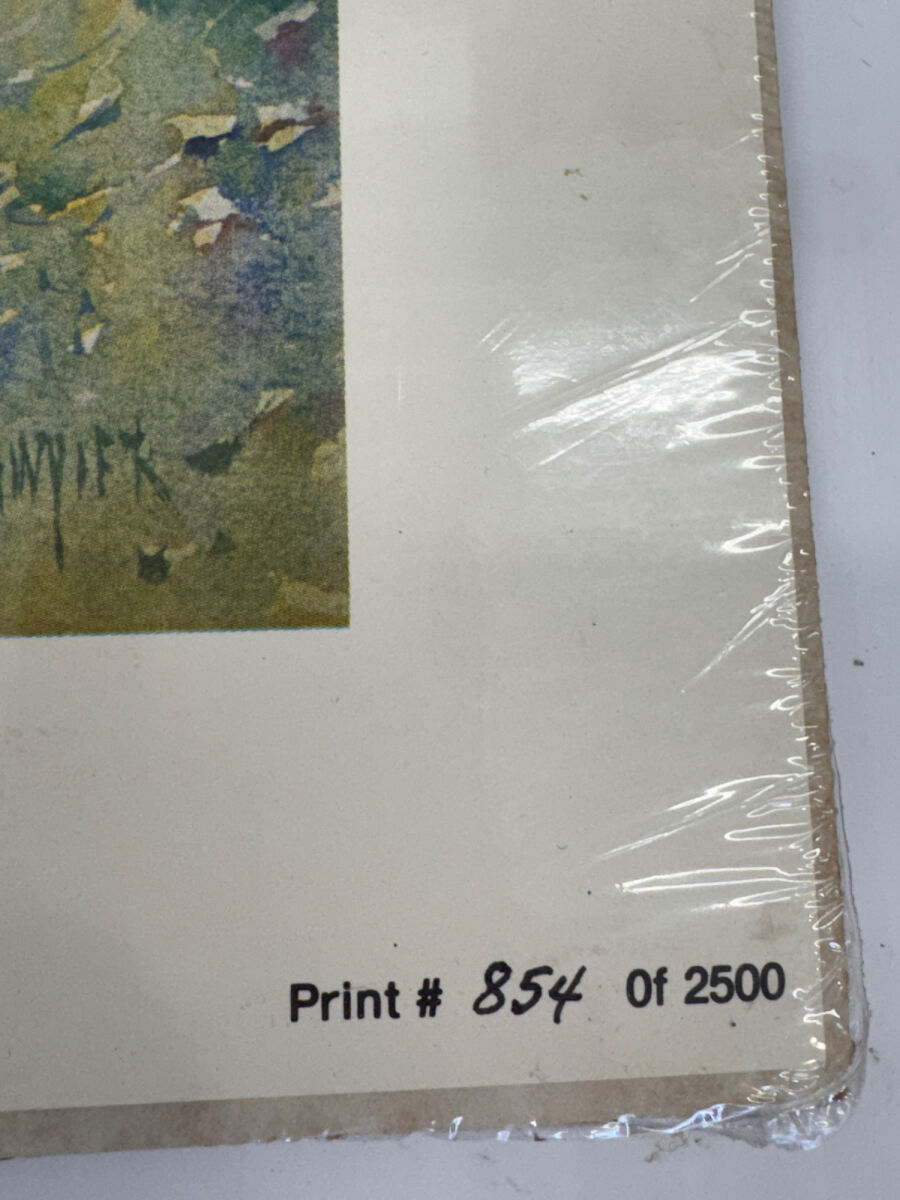 Print # 854 Of 2500